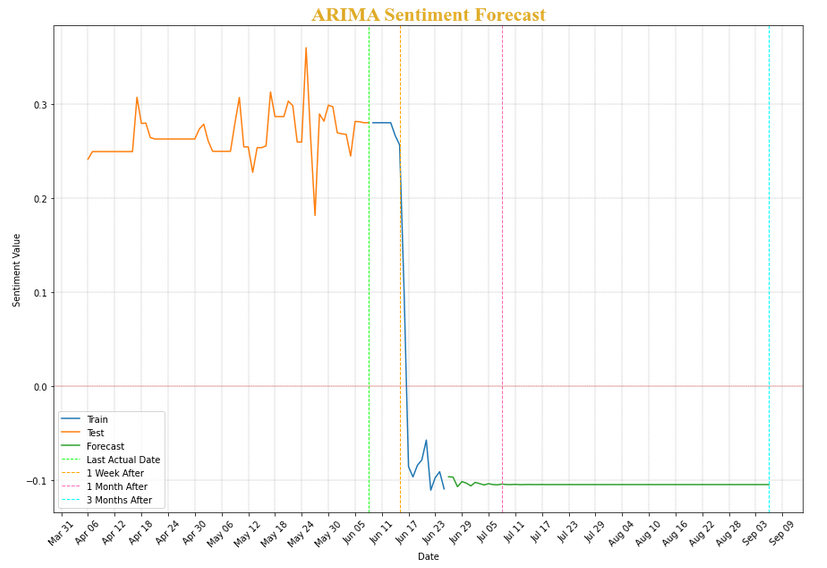 ARIMA Sentiment Forecast
Sentiment Value
0.3
0.2
0.1
0.0
−0.1
Train
Test
Forecast
Last Actual Date
1 Week After
1 Month After
3 Months After
Mar 31
Apr 06
Apr 12
Apr 18
Apr 24
Apr 30
May 06
May 12
May 18
May 24
May 30
Jun 05
Jun 11
Jun 17
Jun 23
Jun 29
Jul 05
Jul 11
Jul 17
Jul 23
Jul 29
Aug 04
Aug 10
Aug 16
Aug 22
Aug 28
Sep 03
Sep 09
Date